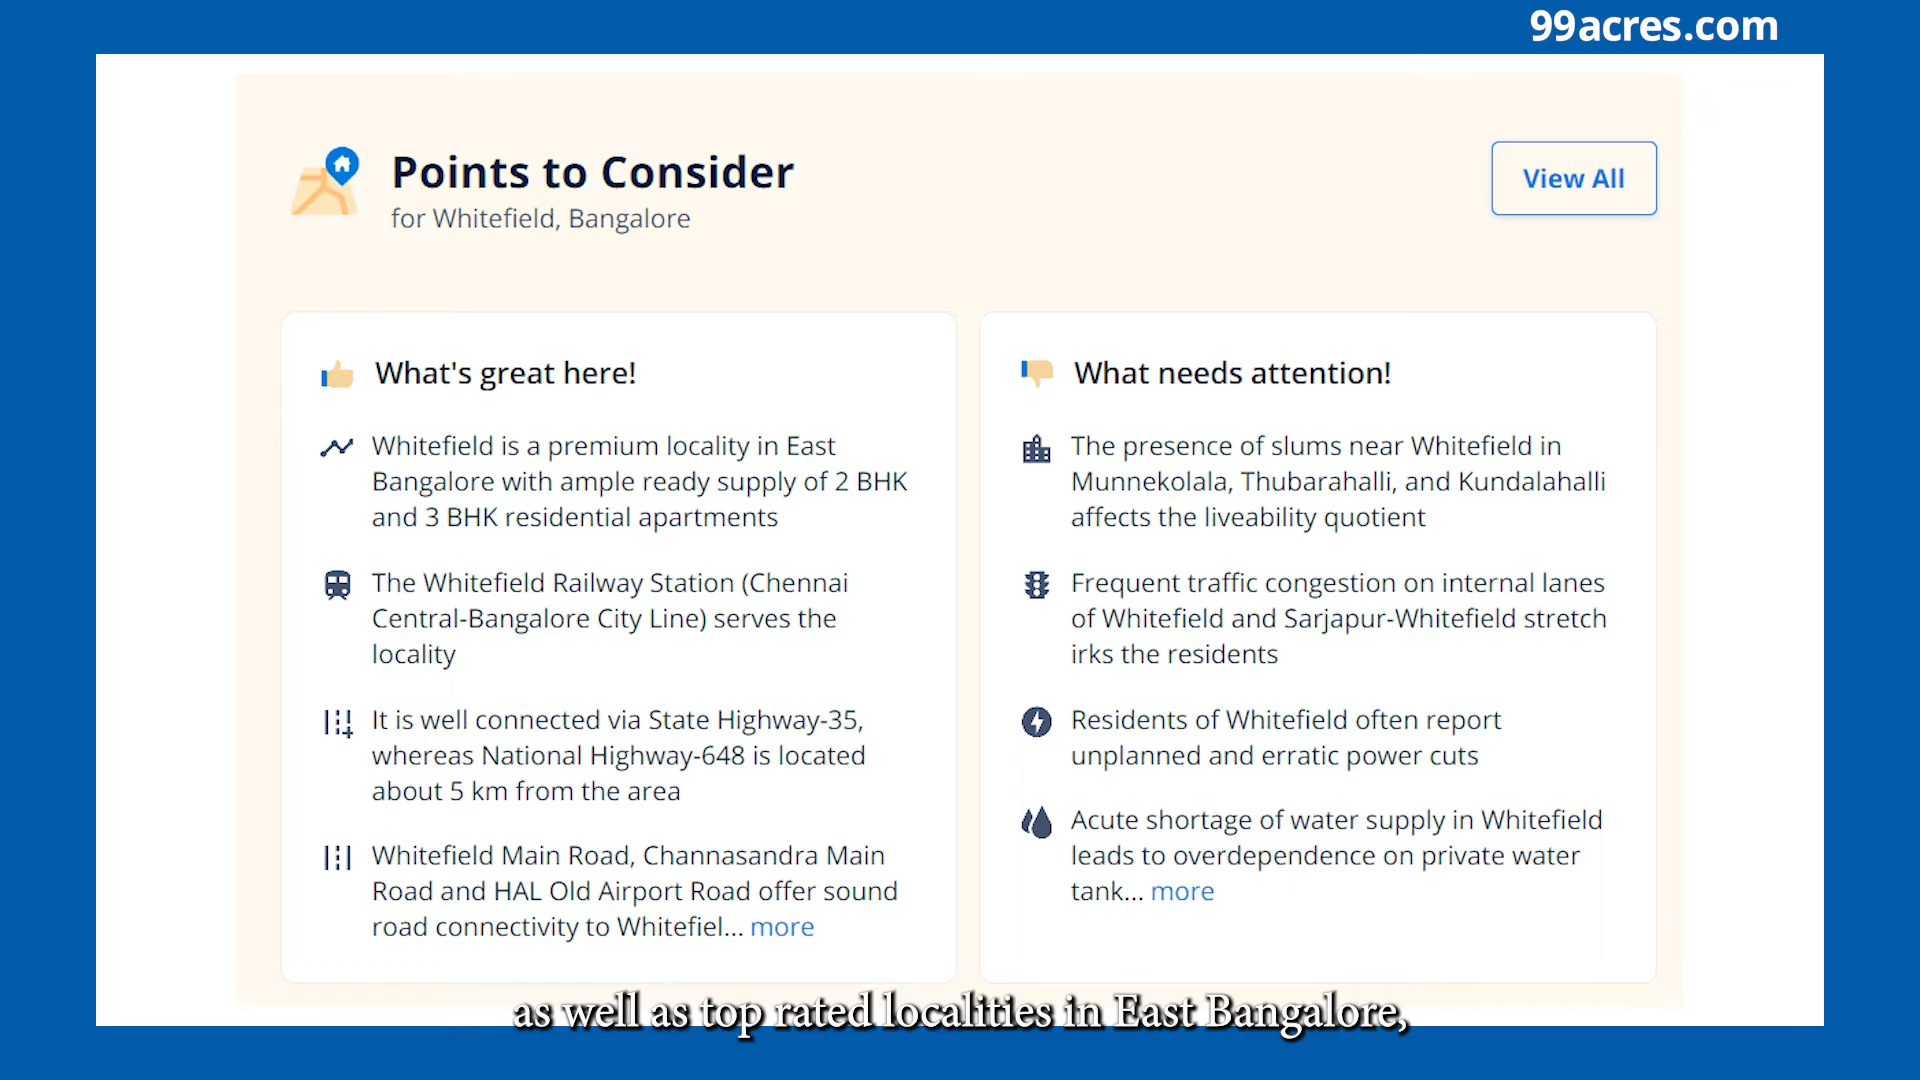 99acres.com
Points to Consider
for Whitefield, Bangalore
View All
What's great here!
Whitefield is a premium locality in East
Bangalore with ample ready supply of 2 BHK
and 3 BHK residential apartments
The Whitefield Railway Station (Chennai
Central-Bangalore City Line) serves the
locality
It is well connected via State Highway-35,
whereas National Highway-648 is located
about 5 km from the area
Whitefield Main Road, Channasandra Main
Road and HAL Old Airport Road offer sound
road connectivity to Whitefiel... more
What needs attention!
The presence of slums near Whitefield in
Munnekolala, Thubarahalli, and Kundalahalli
affects the liveability quotient
Frequent traffic congestion on internal lanes
of Whitefield and Sarjapur-Whitefield stretch
irks the residents
Residents of Whitefield often report
unplanned and erratic power cuts
Acute shortage of water supply in Whitefield
leads to overdependence on private water
tank... more
as well as top rated localities in East Bangalore,